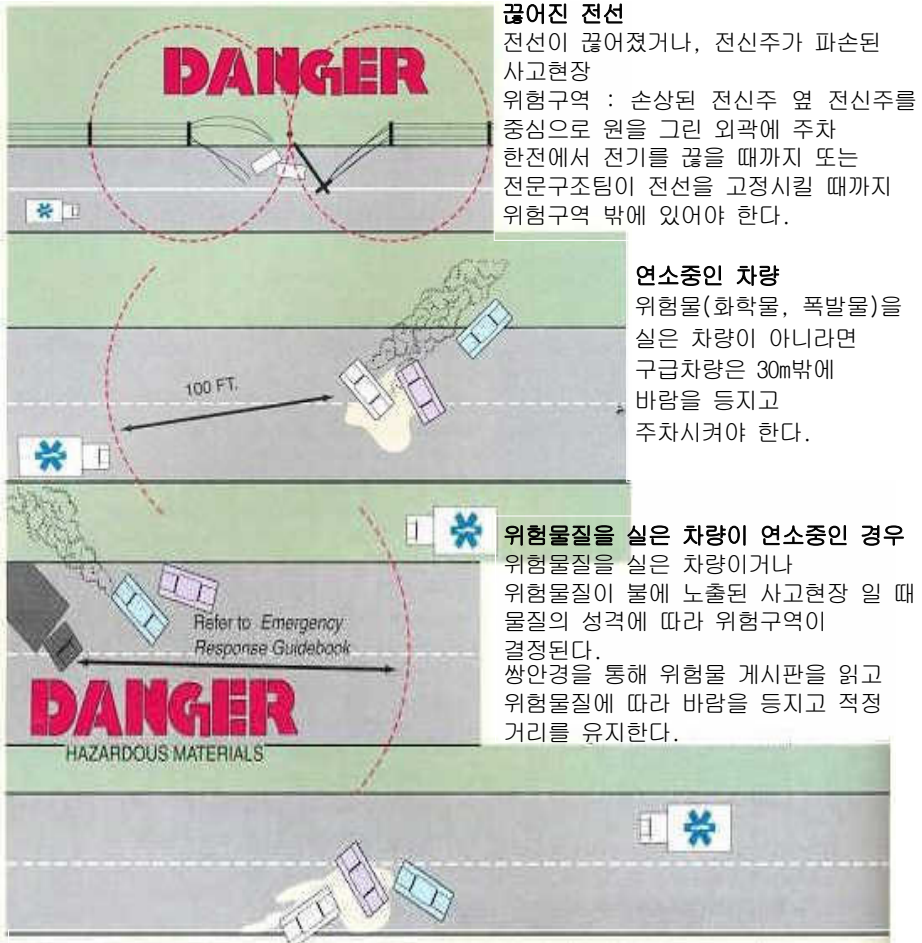 끊어진 전선
전선이 끊어졌거나, 전신주가 파손된
사고현장
위험구역 : 손상된 전신주 옆 전신주를
중심으로 원을 그린 외곽에 주차
한전에서 전기를 끊을 때까지 또는
전문구조팀이 전선을 고정시킬 때까지
위험구역 밖에 있어야 한다.
DANGER
연소중인 차량
위험물(화학물, 폭발물)을
실은 차량이 아니라면
구급차량은 30m밖에
바람을 등지고
주차시켜야 한다.
100 FT.
위험물질을 실은 차량이 연소중인 경우
위험물질을 실은 차량이거나
위험물질이 불에 노출된 사고현장 일 때
물질의 성격에 따라 위험구역이
결정된다.
쌍안경을 통해 위험물 게시판을 읽고
위험물질에 따라 바람을 등지고 적정
거리를 유지한다.
Refer to Emergency
Response Guidebook
DANGER
HAZARDOUS MATERIALS